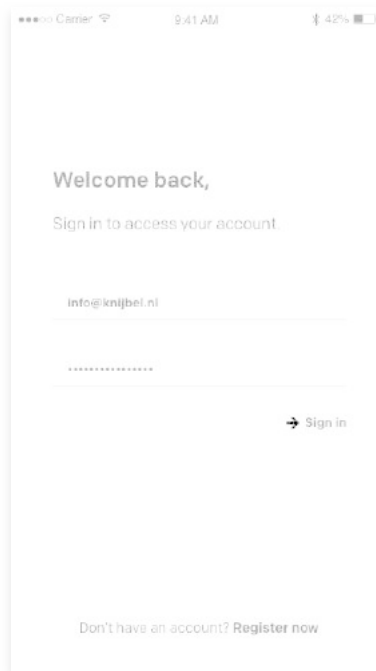 Carrier 9:41 AM 42%
Welcome back,
Sign in to access your account
info@knijbel.nl
················
Sign in
Don't have an account? Register now